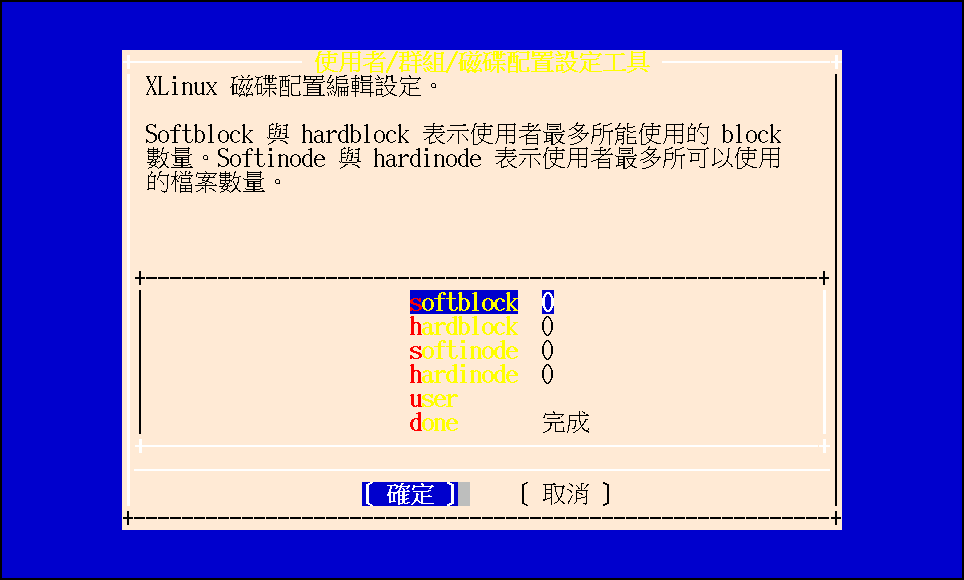 使用者/群組/磁碟配置設定工具
XLinux 磁碟配置編輯設定。
Softblock 與 hardblock 表示使用者最多所能使用的 block
數量。Softinode 與 hardinode 表示使用者最多所可以使用
的檔案數量。
softblock 0
hardblock 0
softinode 0
hardinode 0
user
done 完成
[ 確定 ] [ 取消 ]